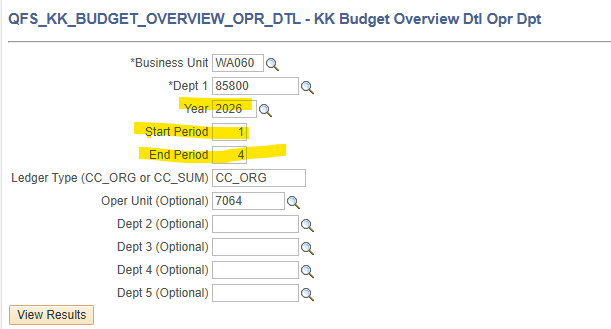 QFS_KK_BUDGET_OVERVIEW_OPR_DTL - KK Budget Overview Dtl Opr Dpt
*Business Unit WA060
*Dept 1 85800
Year 2026
Start Period 1
End Period 4
Ledger Type (CC_ORG or CC_SUM) CC_ORG
Oper Unit (Optional) 7064
Dept 2 (Optional)
Dept 3 (Optional)
Dept 4 (Optional)
Dept 5 (Optional)
View Results